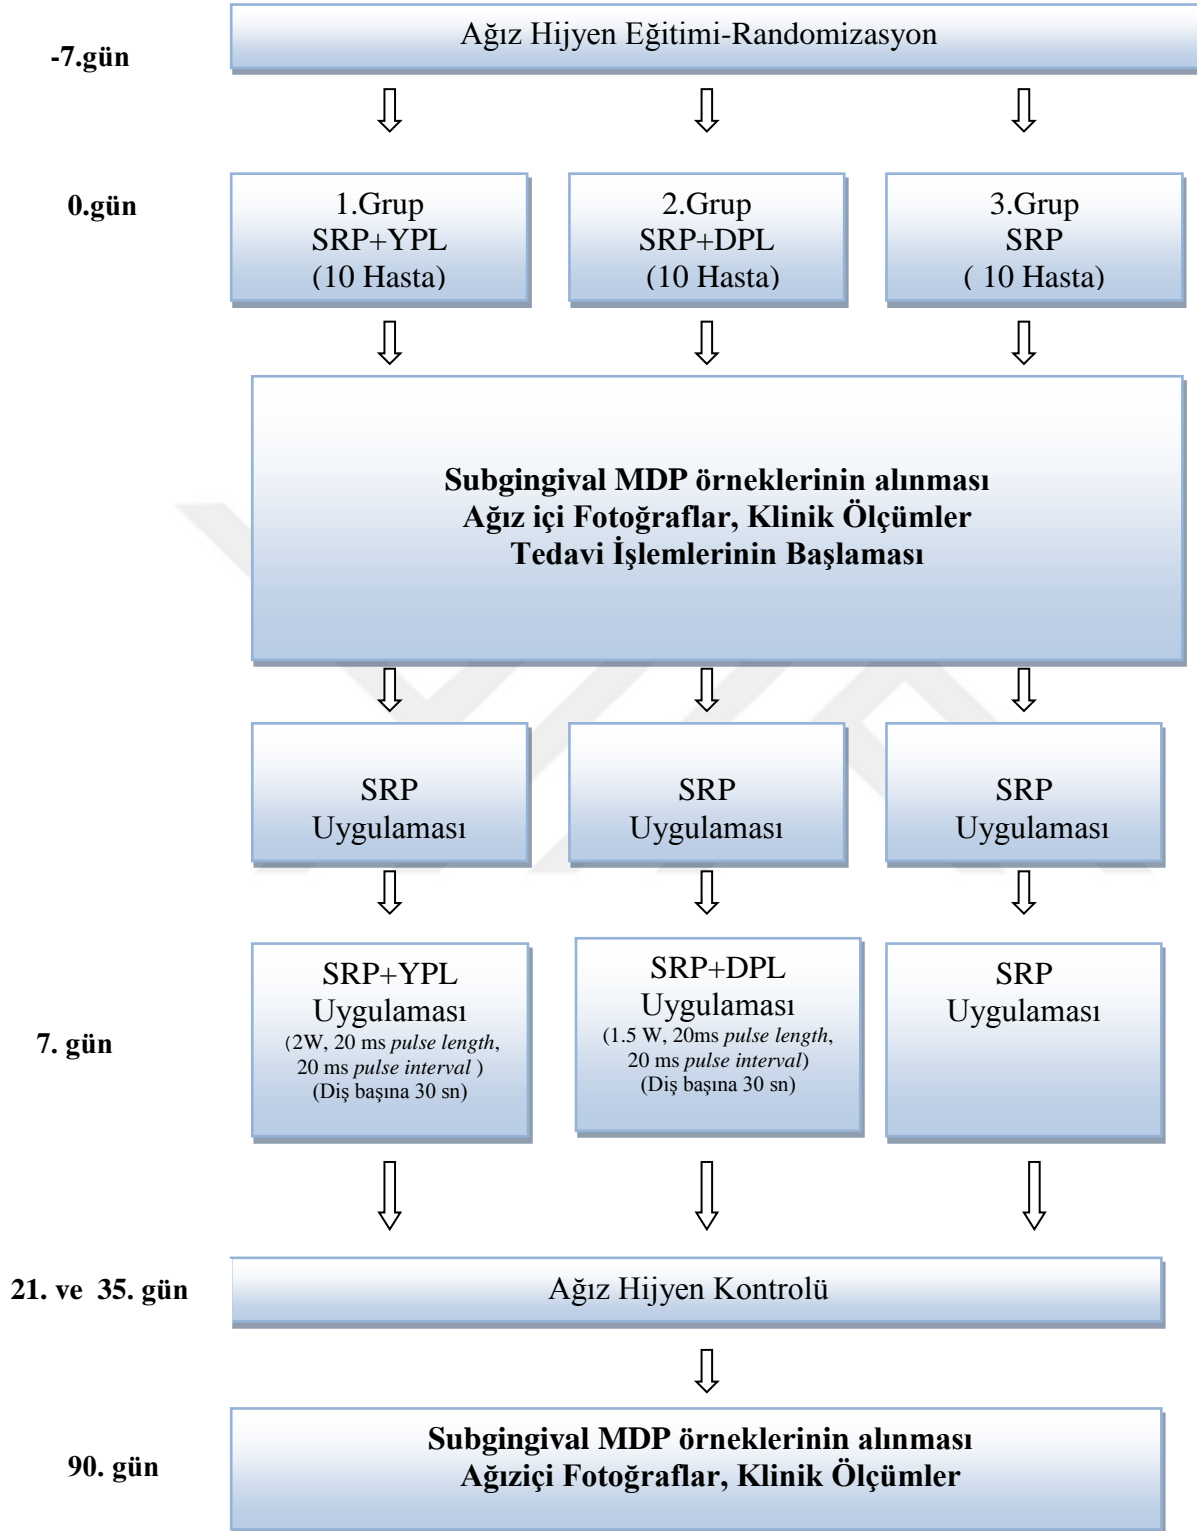 -7.gün
Ağız Hijyen Eğitimi-Randomizasyon
0.gün
1.Grup
SRP+YPL
(10 Hasta)
2.Grup
SRP+DPL
(10 Hasta)
3.Grup
SRP
( 10 Hasta)
Subgingival MDP örneklerinin alınması
Ağız içi Fotoğraflar, Klinik Ölçümler
Tedavi İşlemlerinin Başlaması
SRP
Uygulaması
SRP
Uygulaması
SRP
Uygulaması
7. gün
SRP+YPL
Uygulaması
(2W, 20 ms pulse length,
20 ms pulse interval )
(Diş başına 30 sn)
SRP+DPL
Uygulaması
(1.5 W, 20ms pulse length,
20 ms pulse interval)
(Diş başına 30 sn)
SRP
Uygulaması
21. ve 35. gün
Ağız Hijyen Kontrolü
90. gün
Subgingival MDP örneklerinin alınması
Ağıziçi Fotoğraflar, Klinik Ölçümler